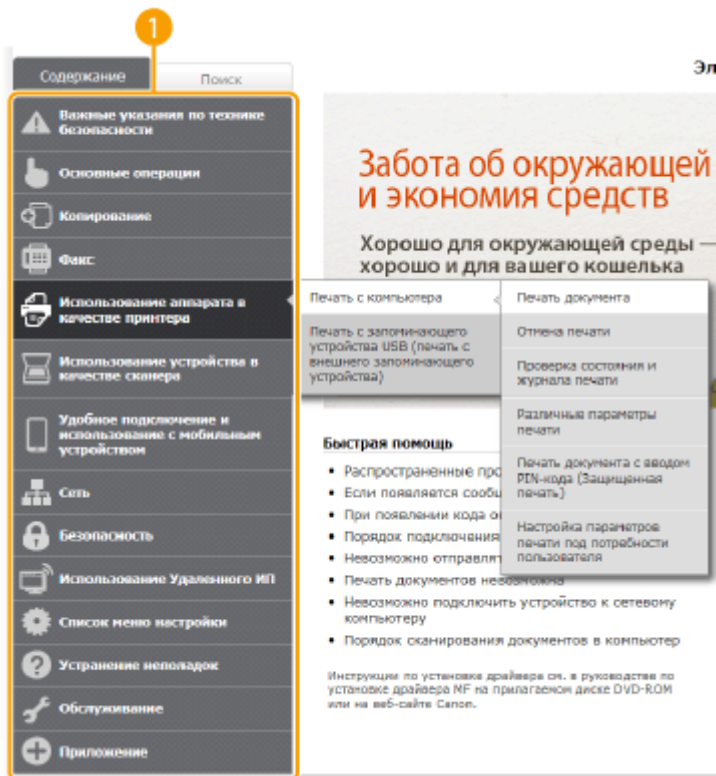 1
Содержание
Поиск
Эл
Важные указания по технике
безопасности
Основные операции
Копирование
Факс
Использование аппарата в
качестве принтера
Использование устройства в
качестве сканера
Удобное подключение и
использование с мобильным
устройством
Сеть
Безопасность
Использование Удаленного ИП
Список меню настройки
Устранение неполадок
Обслуживание
Приложение
Забота об окружающей
и экономия средств
Хорошо для окружающей среды —
хорошо и для вашего кошелька
Печать с компьютера
Печать с запоминающего
устройства USB (печать с
внешнего запоминающего
устройства)
Печать документа
Отмена печати
Проверка состояния и
журнала печати
Различные параметры
печати
Печать документа с вводом
PIN-кода (Защищенная
печать)
Настройка параметров
печати под потребности
пользователя
Быстрая помощь
• Распространенные про
• Если появляется сообщ
• При появлении кода о
• Порядок подключения
• Невозможно отправлят
• Печать документов невозможна
• Невозможно подключить устройство к сетевому
компьютеру
• Порядок сканирования документов в компьютер
Инструкции по установке драйвера см. в руководстве по
установке драйвера MF на прилагаемом диске DVD-ROM
или на веб-сайте Canon.